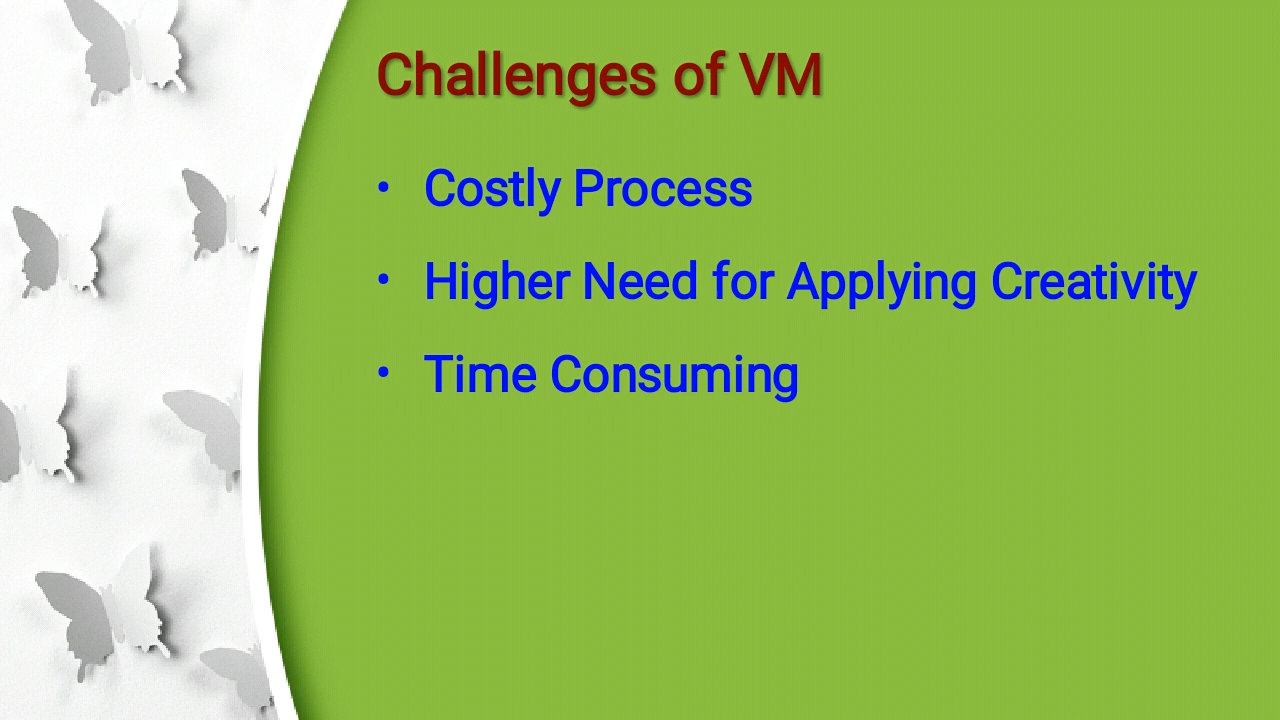 Challenges of VM
• Costly Process
• Higher Need for Applying Creativity
• Time Consuming